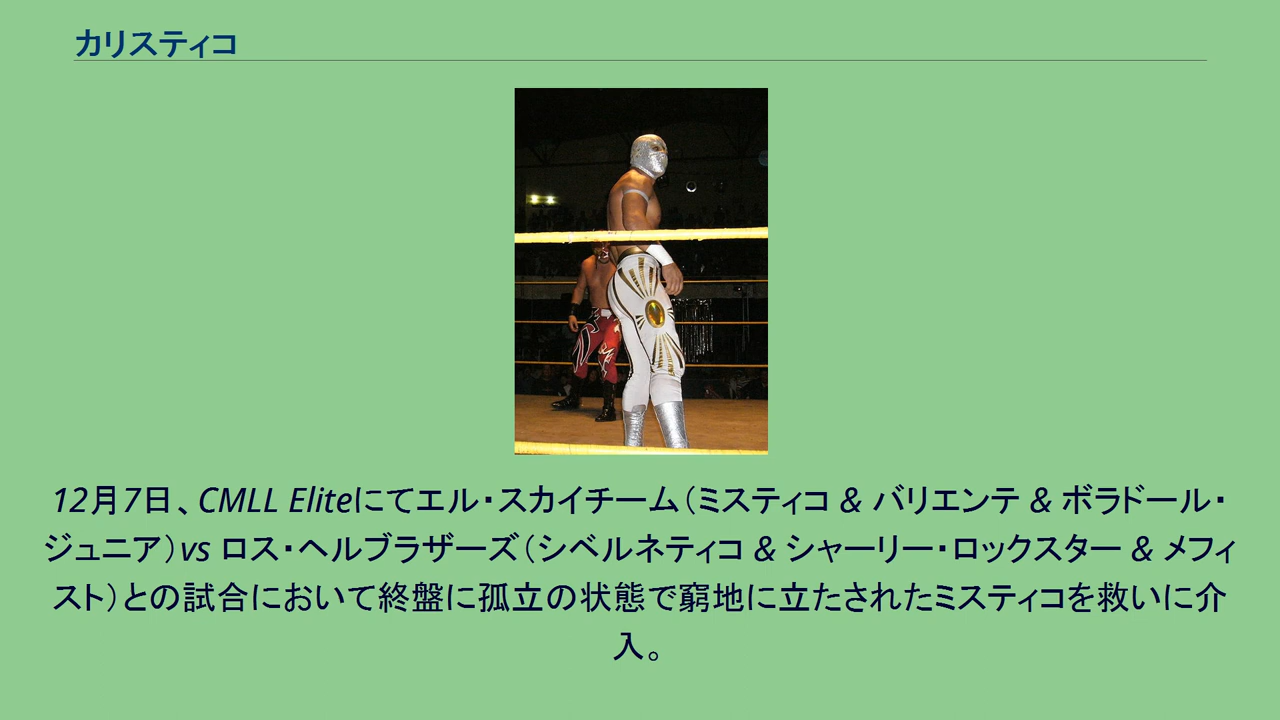 カリスティコ
12月7日、CMLL Eliteにてエル・スカイチーム（ミスティコ & バリエンテ & ボラドール・
ジュニア）vs ロス・ヘルブラザーズ（シベルネティコ & シャーリー・ロックスター & メフィ
スト）との試合において終盤に孤立の状態で窮地に立たされたミスティコを救いに介
入。